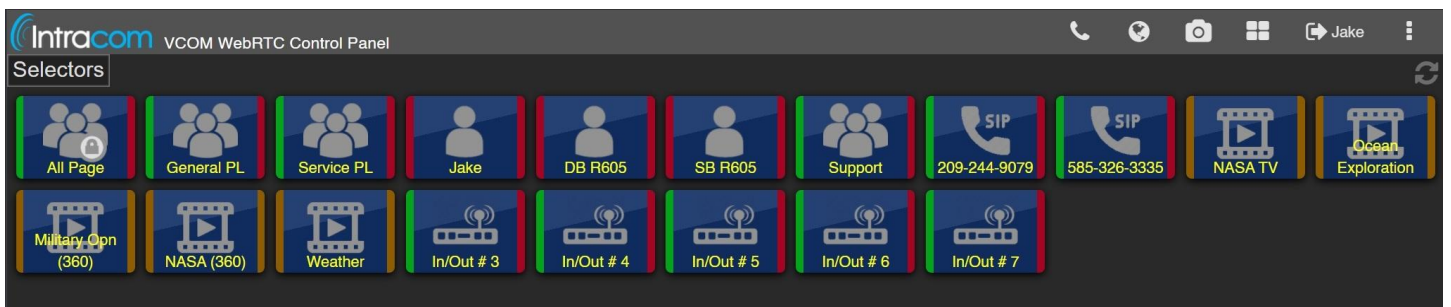 Intracom VCOM WebRTC Control Panel
Jake
Selectors
All Page
General PL
Service PL
Jake
DB R605
SB R605
Support
SIP
209-244-9079
SIP
585-326-3335
NASA TV
Ocean
Exploration
Military Opn
(360)
NASA (360)
Weather
In/Out # 3
In/Out # 4
In/Out # 5
In/Out # 6
In/Out # 7